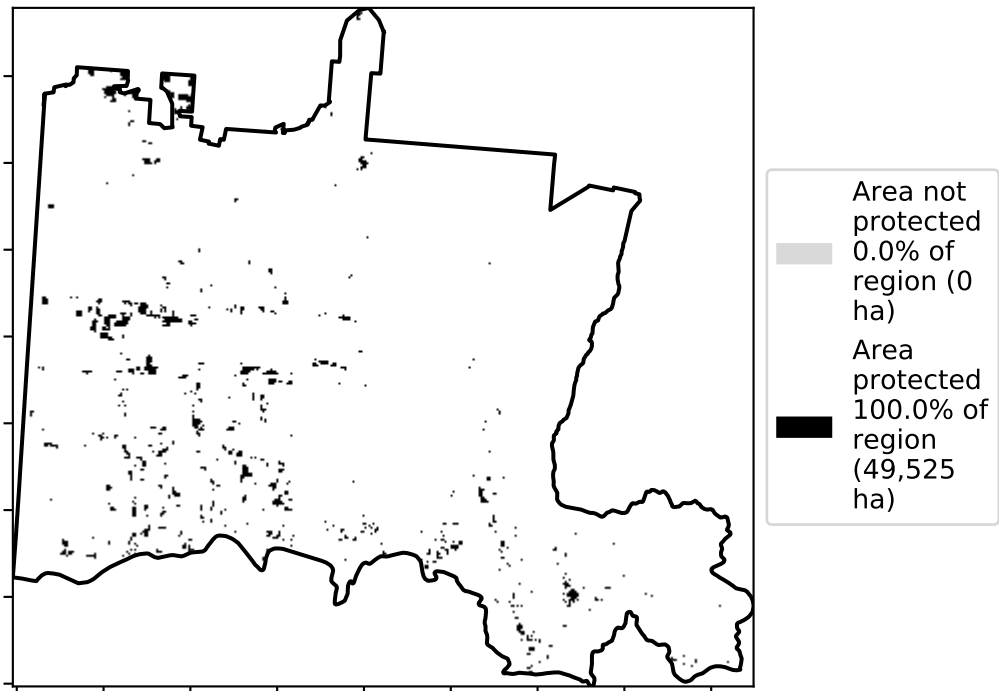 Area not
protected
0.0% of
region (0
ha)
Area
protected
100.0% of
region
(49,525
ha)